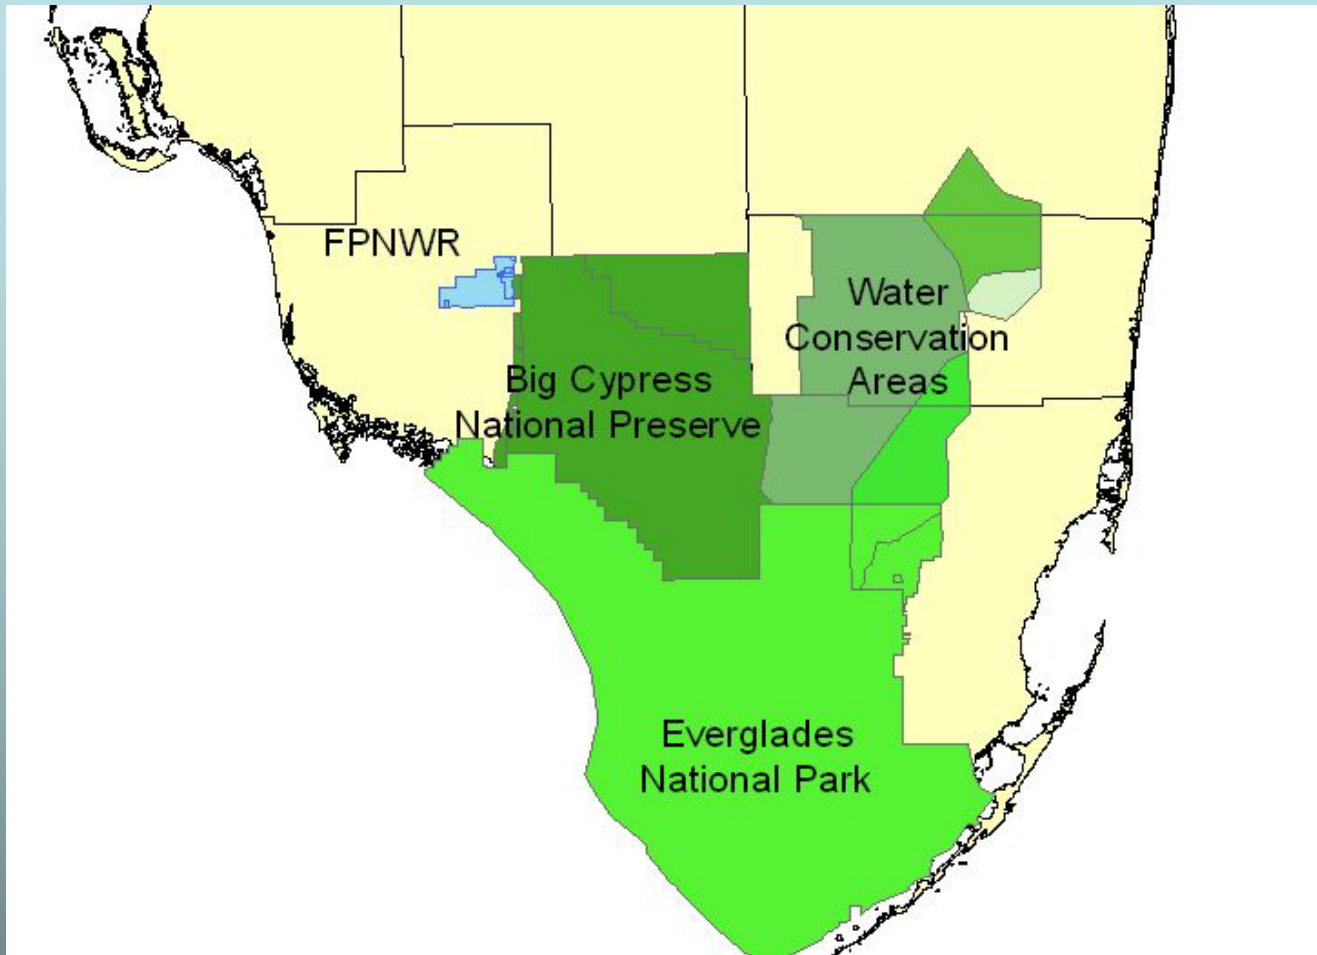 FPNWR
Water
Conservation
Areas
Big Cypress
National Preserve
Everglades
National Park